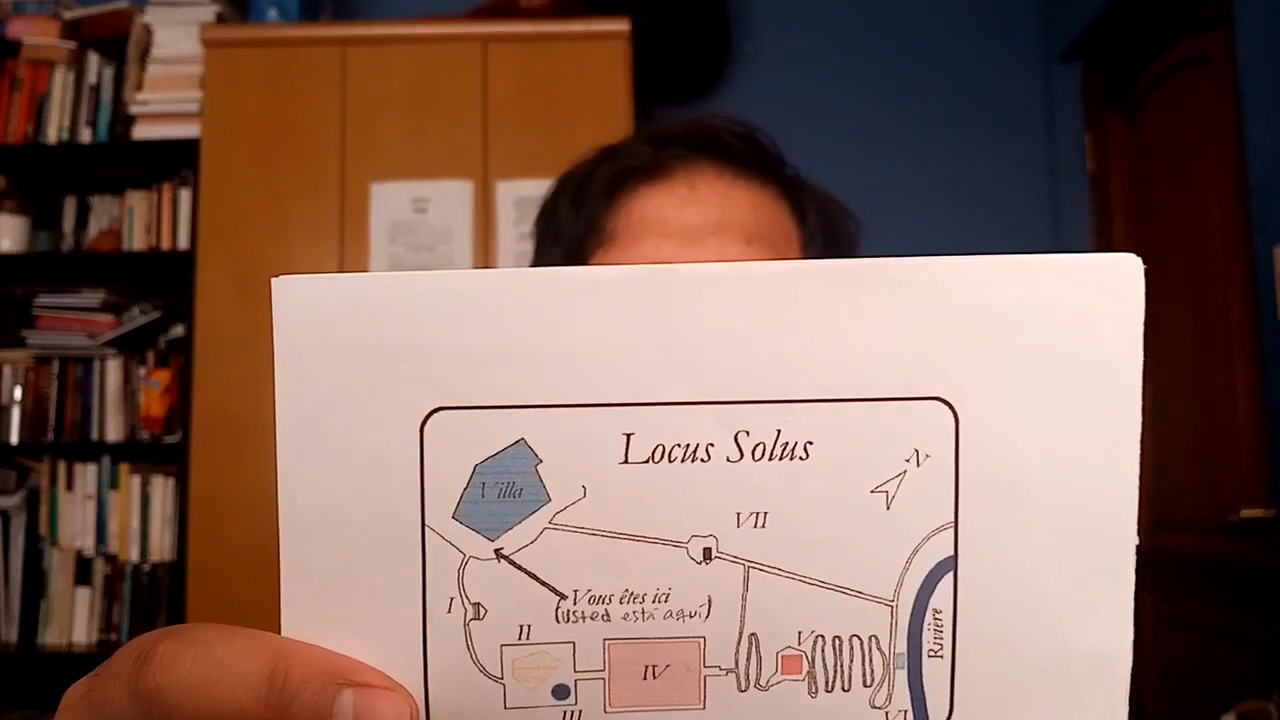 Locus Solus
N
Villa
VII
Vous êtes ici
(usted está aquí)
I
II
IV
V
Rivière
III
VI